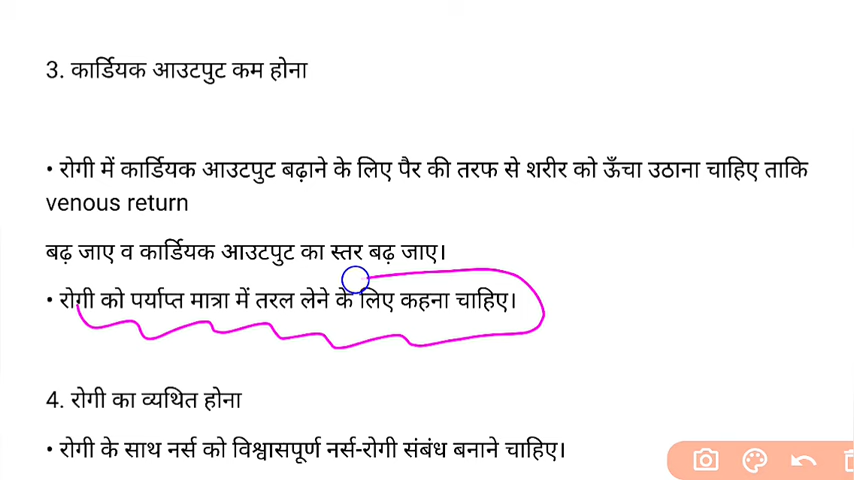 3. कार्डियक आउटपुट कम होना
• रोगी में कार्डियक आउटपुट बढ़ाने के लिए पैर की तरफ से शरीर को ऊँचा उठाना चाहिए ताकि
venous return
बढ़ जाए व कार्डियक आउटपुट का स्तर बढ़ जाए।
• रोगी को पर्याप्त मात्रा में तरल लेने के लिए कहना चाहिए।
4. रोगी का व्यथित होना
• रोगी के साथ नर्स को विश्वासपूर्ण नर्स-रोगी संबंध बनाने चाहिए।